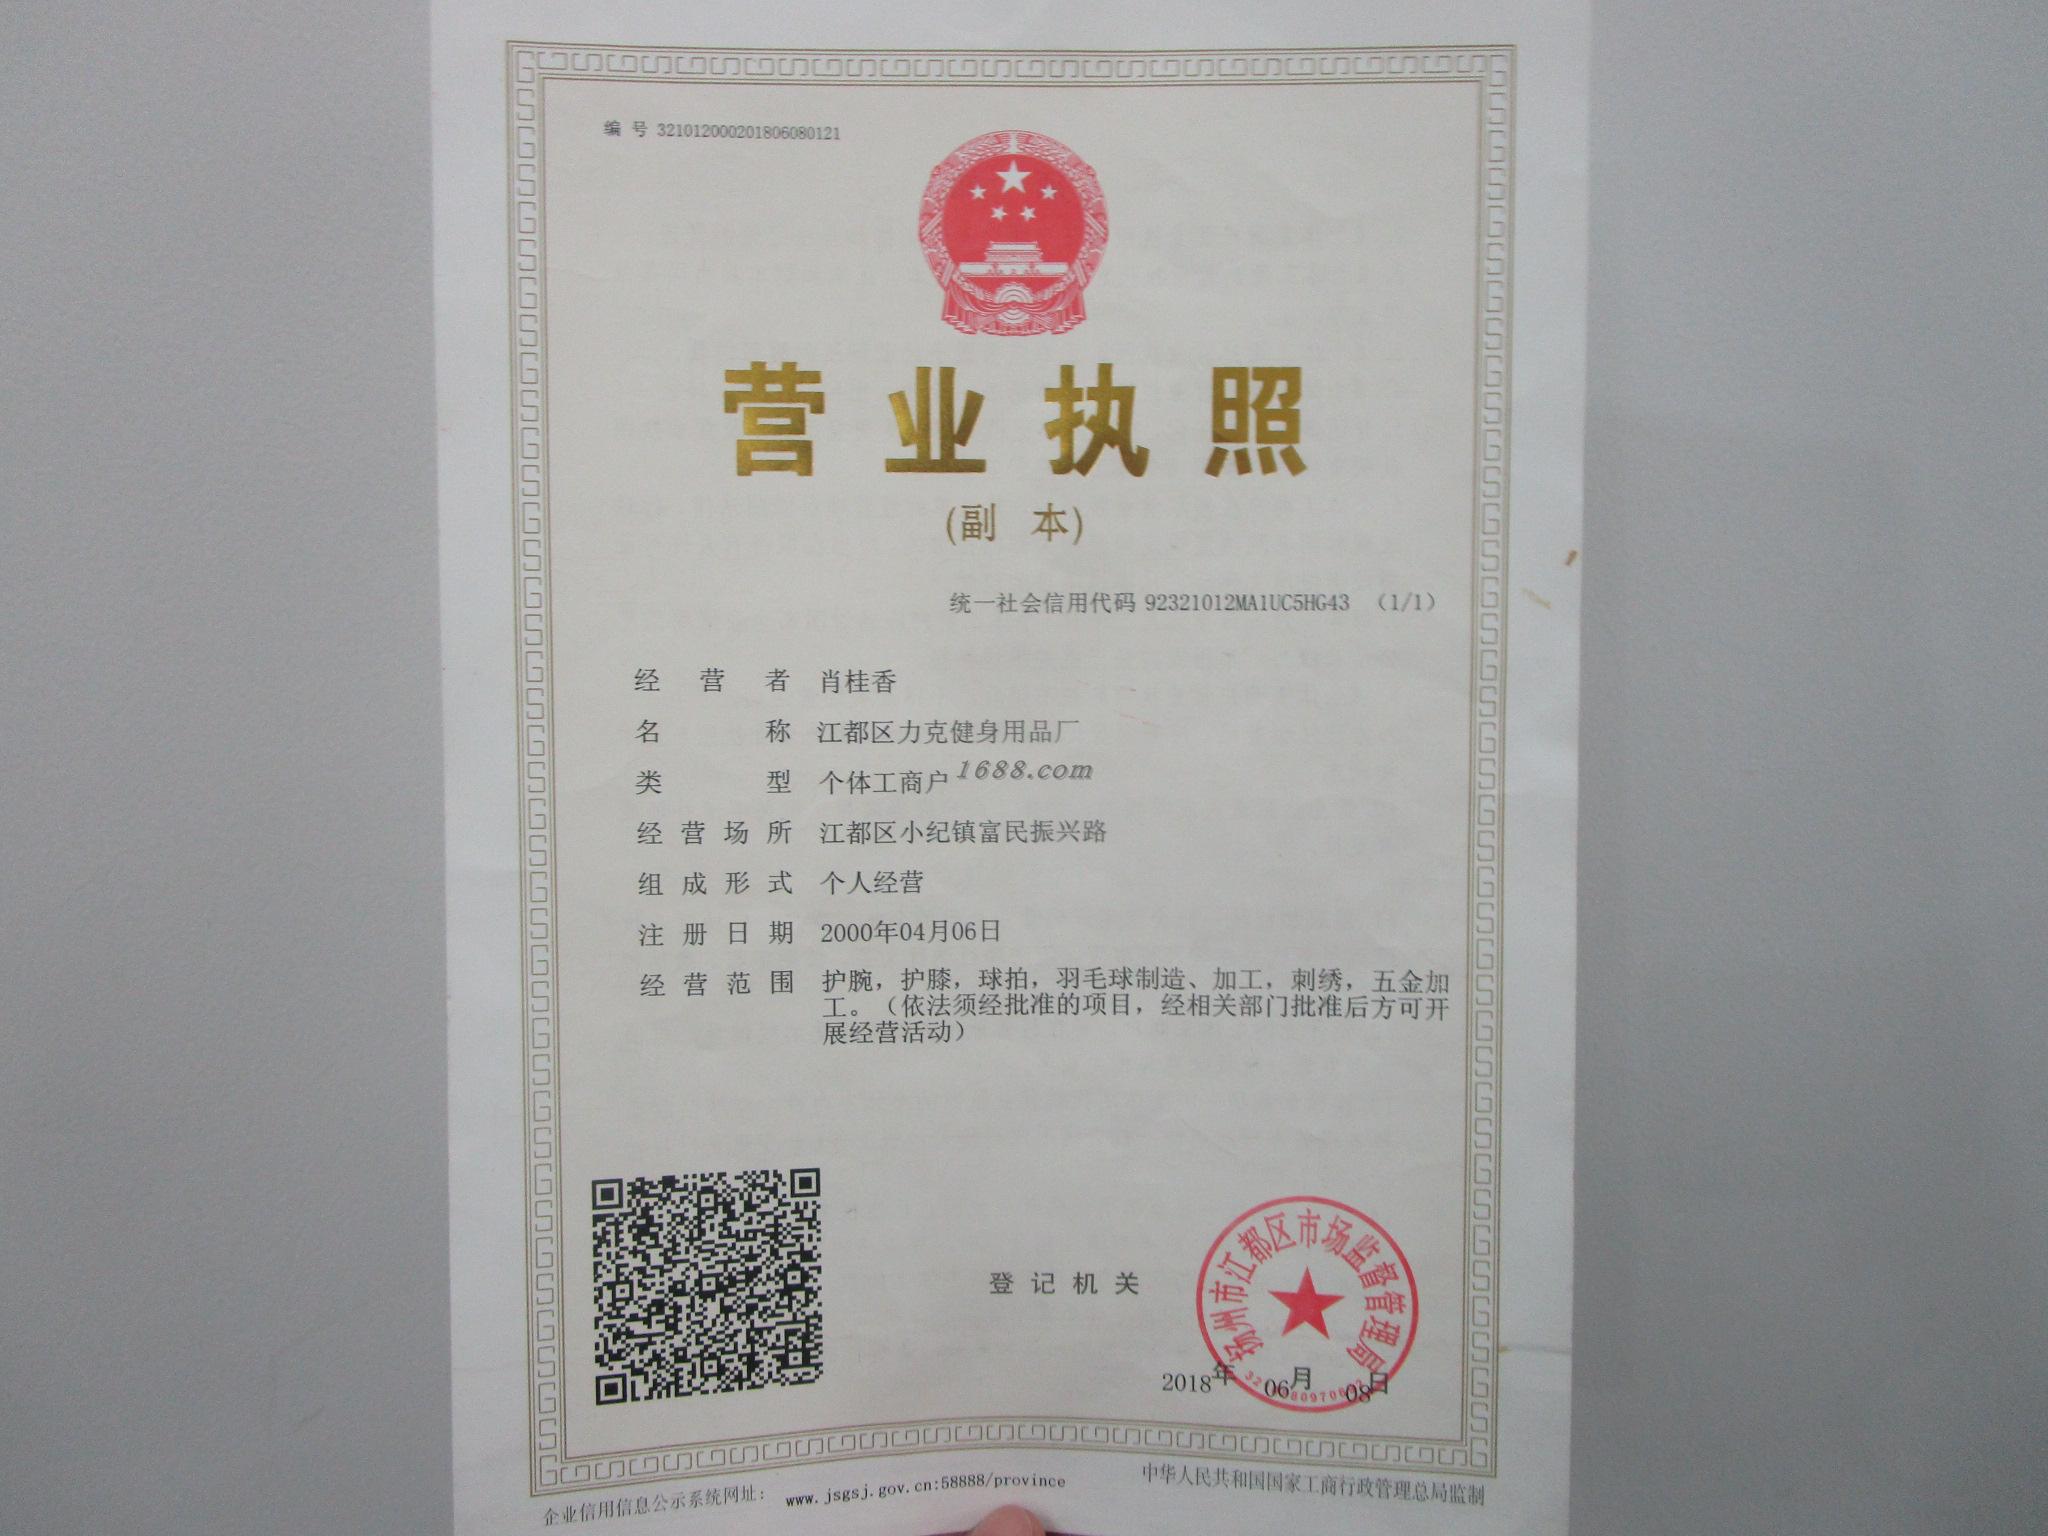 编 号 321012000201806080121
营业执照
(副 本)
统一社会信用代码 92321012MA1UC5HG43 （1/1）
经 营 者 肖桂香
名 称 江都区力克健身用品厂
类 型 个体工商户
1688.com
经 营 场 所 江都区小纪镇富民振兴路
组 成 形 式 个人经营
注 册 日 期 2000年04月06日
经 营 范 围 护腕，护膝，球拍，羽毛球制造、加工，刺绣，五金加
工。（依法须经批准的项目，经相关部门批准后方可开
展经营活动）
登 记 机 关
扬州市江都区市场监督管理局
2018年 06月 08日
企业信用信息公示系统网址： www.jsgsj.gov.cn:58888/province
中华人民共和国国家工商行政管理总局监制